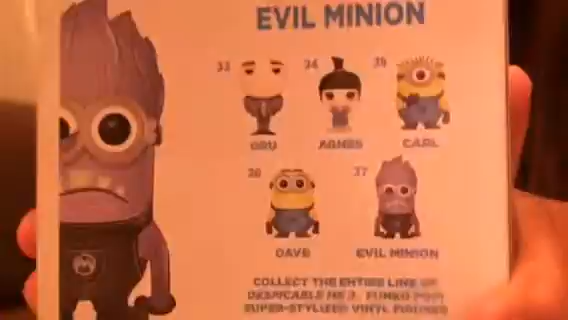 EVIL MINION
33 34 35
GRU AGNES CARL
36 37
DAVE EVIL MINION
COLLECT THE ENTIRE LINE OF
DESPICABLE ME 2 FUNKO POP!
SUPER-STYLIZED VINYL FIGURES